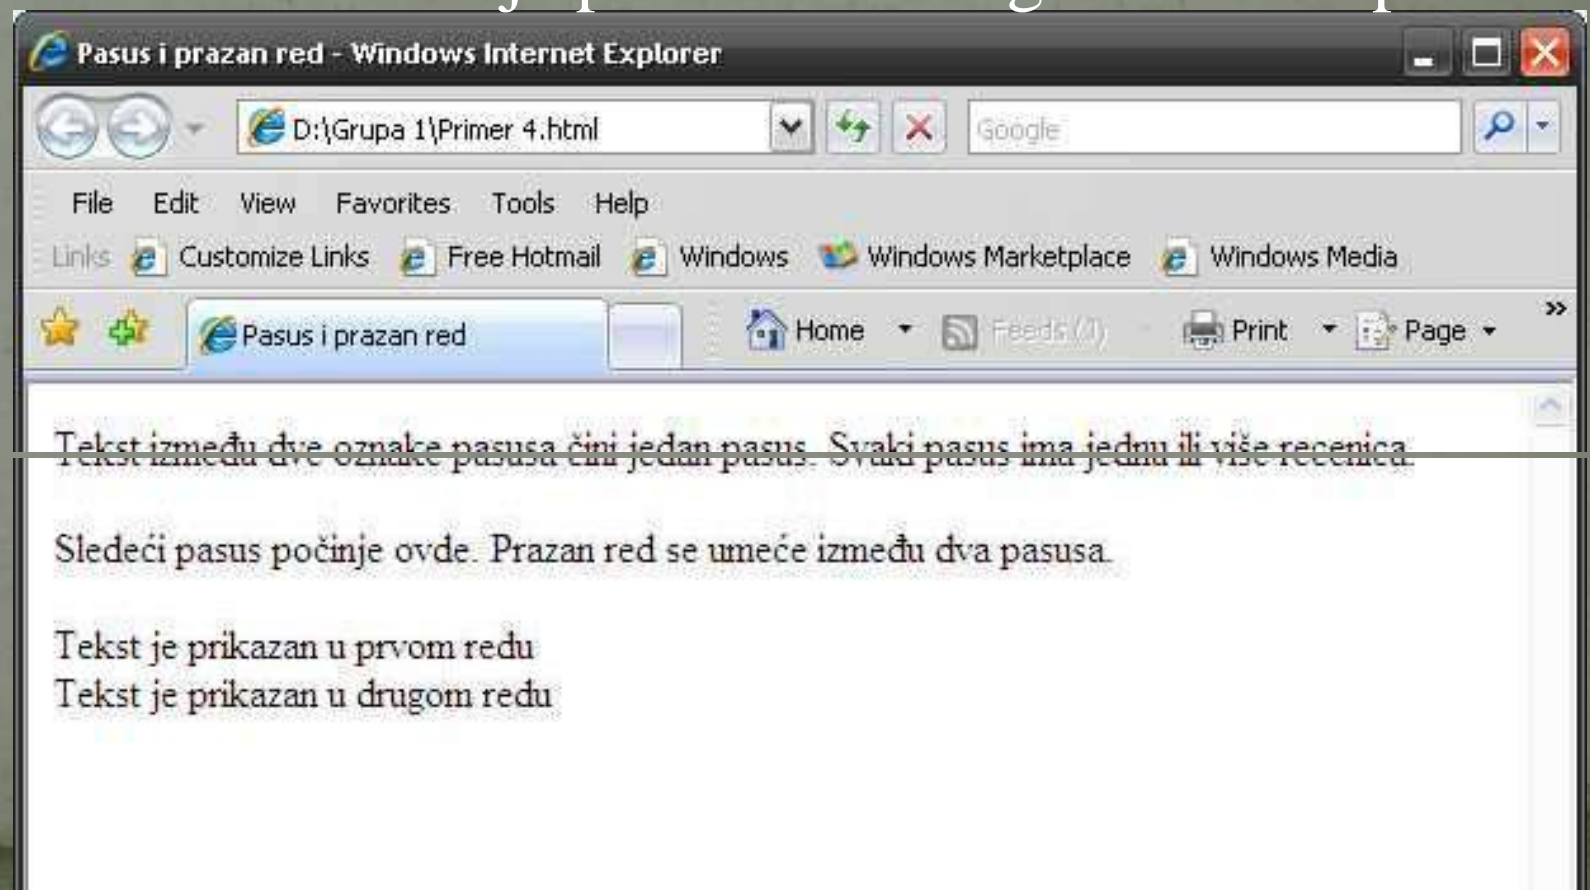 Pasus i prazan red - Windows Internet Explorer
D:\Grupa 1\Primer 4.html Google
File Edit View Favorites Tools Help
Links Customize Links Free Hotmail Windows Windows Marketplace Windows Media
Pasus i prazan red Home Feeds (J) Print Page
Tekst između dve oznake pasusa čini jedan pasus. Svaki pasus ima jednu ili više recenica.
Sledeći pasus počinje ovde. Prazan red se umeće između dva pasusa.
Tekst je prikazan u prvom redu
Tekst je prikazan u drugom redu